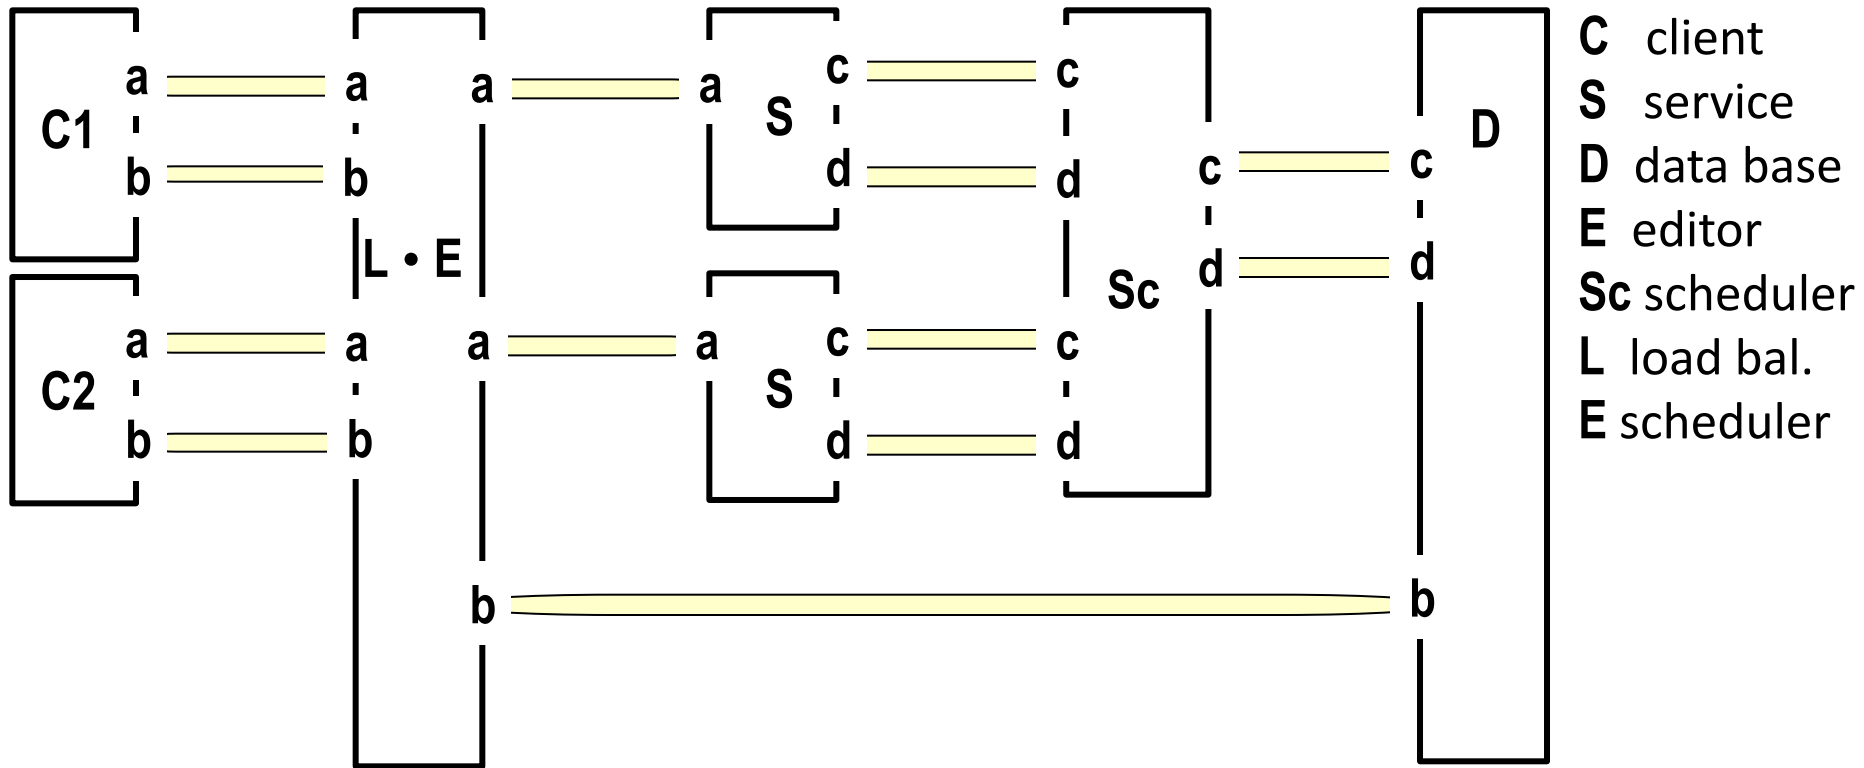 a a a a c c
C1 S D
b b d d c c
L • E
d d
Sc
a a a a c c
C2 S
b b d d
b b
C client
S service
D data base
E editor
Sc scheduler
L load bal.
E scheduler